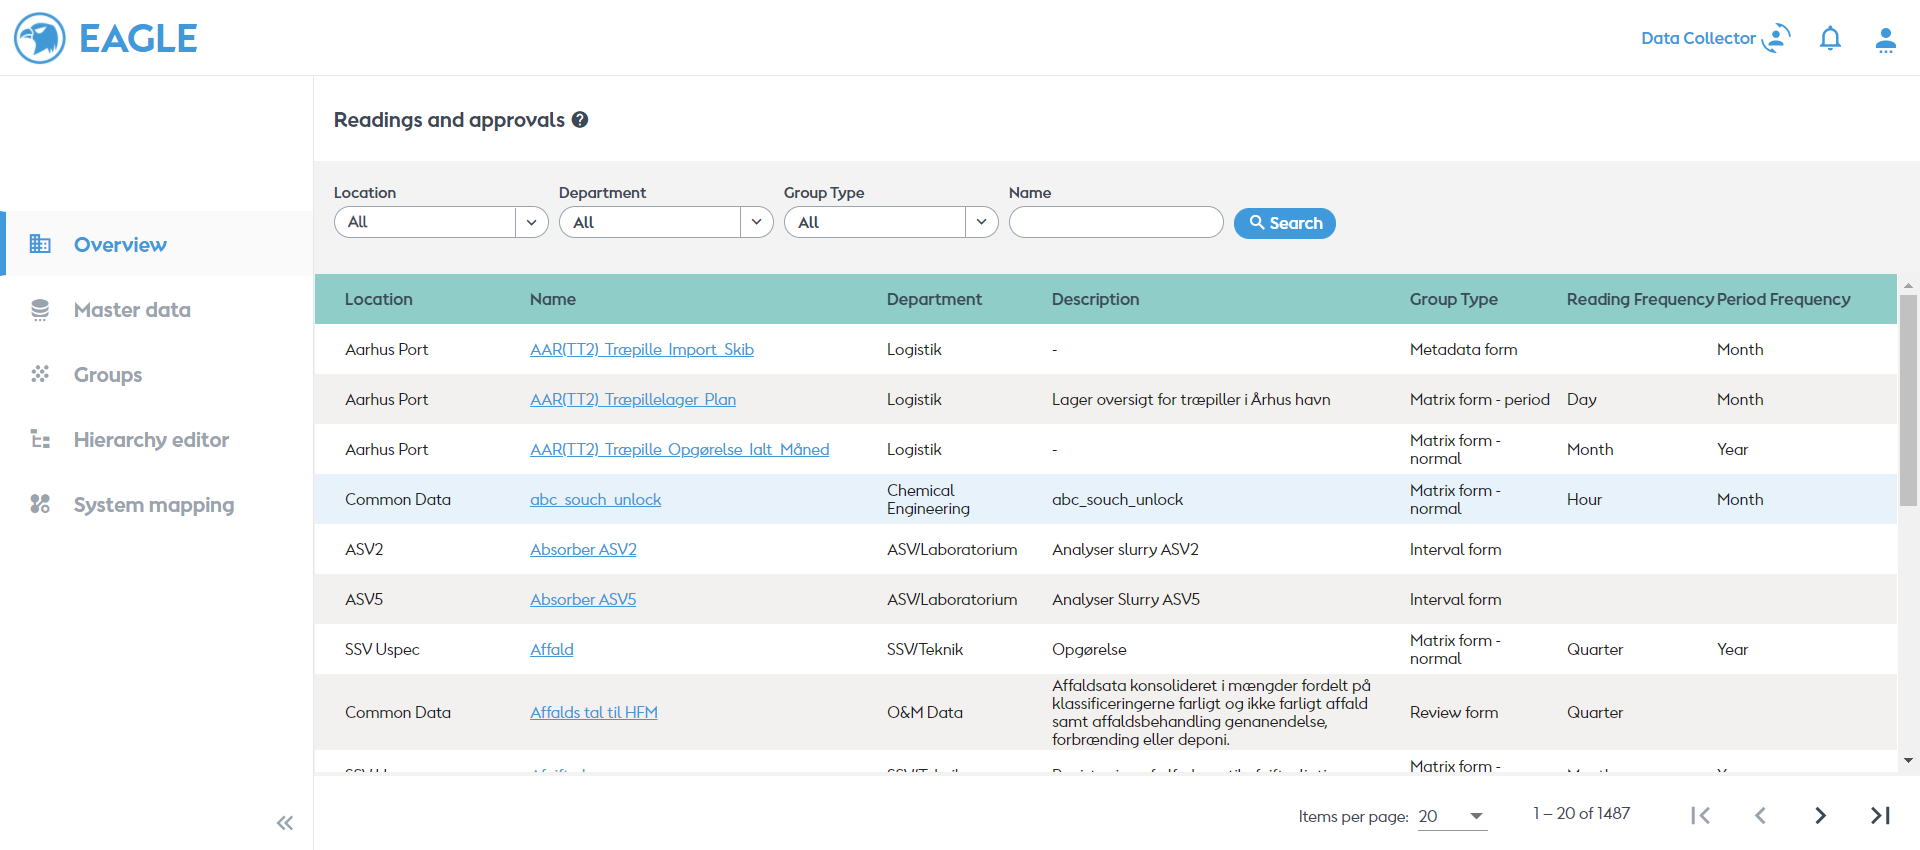 EAGLE
Data Collector
Readings and approvals
Location Department Group Type Name
All All All Search
Overview
Master data
Groups
Hierarchy editor
System mapping
Location Name Department Description Group Type Reading Frequency Period Frequency
Aarhus Port AAR(TT2)_Træpille_Import_Skib Logistik - Metadata form Month
Aarhus Port AAR(TT2)_Træpillelager_Plan Logistik Lager oversigt for træpiller i Århus havn Matrix form - period Day Month
Aarhus Port AAR(TT2)_Træpille_Opgørelse_Ialt_Måned Logistik - Matrix form - normal Month Year
Common Data abc_souch_unlock Chemical Engineering abc_souch_unlock Matrix form - normal Hour Month
ASV2 Absorber ASV2 ASV/Laboratorium Analyser slurry ASV2 Interval form
ASV5 Absorber ASV5 ASV/Laboratorium Analyser Slurry ASV5 Interval form
SSV Uspec Affald SSV/Teknik Opgørelse Matrix form - normal Quarter Year
Common Data Affalds tal til HFM O&M Data Affaldsata konsolideret i mængder fordelt på
klassificeringerne farligt og ikke farligt affald
samt affaldsbehandling genanendelse,
forbrænding eller deponi. Review form Quarter
Matrix form -
Items per page: 20 1 – 20 of 1487